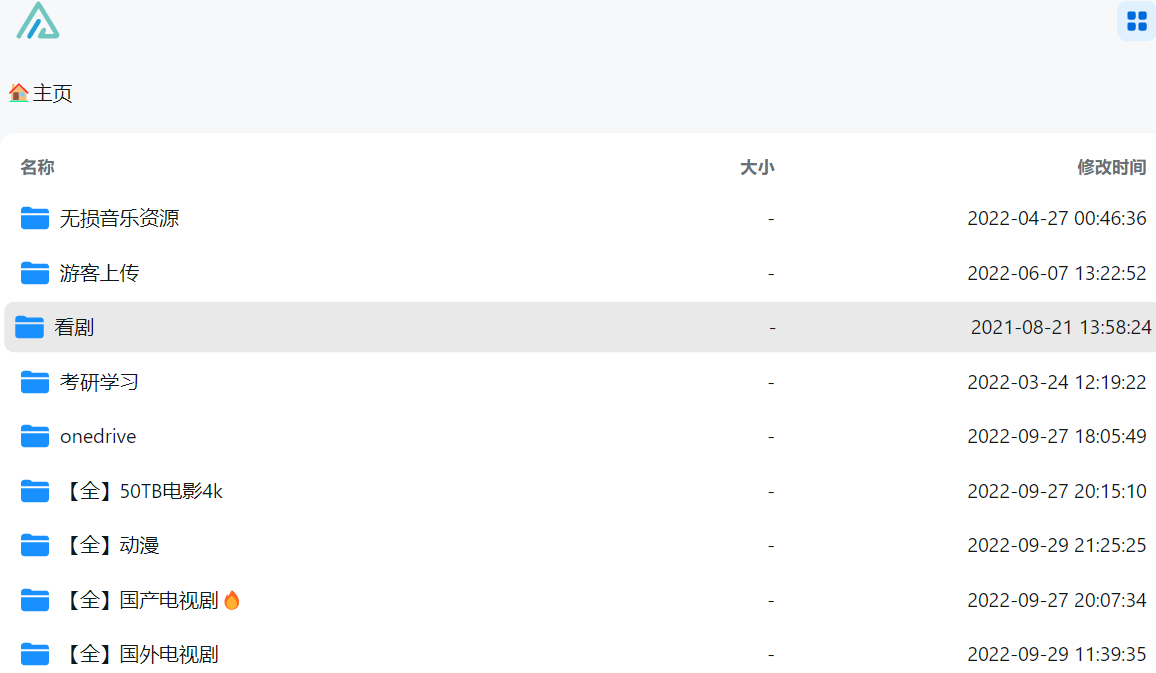 🏠主页
名称 大小 修改时间
无损音乐资源 - 2022-04-27 00:46:36
游客上传 - 2022-06-07 13:22:52
看剧 - 2021-08-21 13:58:24
考研学习 - 2022-03-24 12:19:22
onedrive - 2022-09-27 18:05:49
【全】50TB电影4k - 2022-09-27 20:15:10
【全】动漫 - 2022-09-29 21:25:25
【全】国产电视剧🔥 - 2022-09-27 20:07:34
【全】国外电视剧 - 2022-09-29 11:39:35